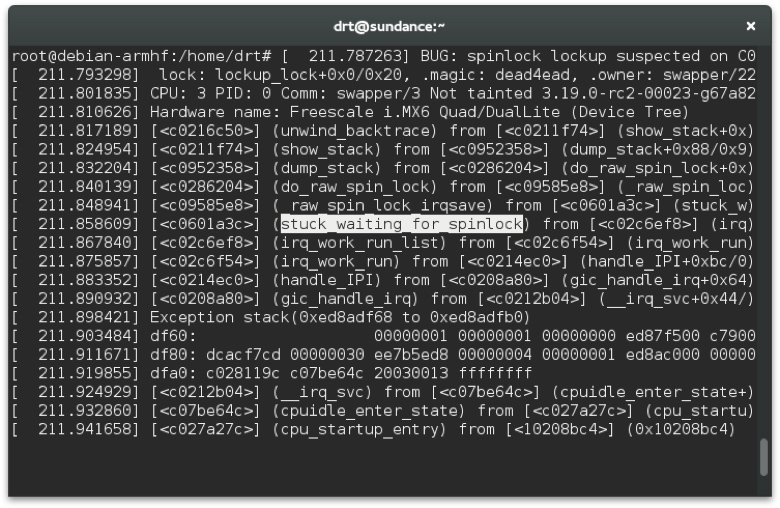 drt@sundance:~
root@debian-armhf:/home/drt# [  211.787263] BUG: spinlock lockup suspected on C0
[  211.793298]  lock: lockup_lock+0x0/0x20, .magic: dead4ead, .owner: swapper/22
[  211.801835] CPU: 3 PID: 0 Comm: swapper/3 Not tainted 3.19.0-rc2-00023-g67a82
[  211.810626] Hardware name: Freescale i.MX6 Quad/DualLite (Device Tree)
[  211.817189] [<c0216c50>] (unwind_backtrace) from [<c0211f74>] (show_stack+0x)
[  211.824954] [<c0211f74>] (show_stack) from [<c0952358>] (dump_stack+0x88/0x9)
[  211.832204] [<c0952358>] (dump_stack) from [<c0286204>] (do_raw_spin_lock+0x)
[  211.840139] [<c0286204>] (do_raw_spin_lock) from [<c09585e8>] (_raw_spin_loc)
[  211.848941] [<c09585e8>] (_raw_spin_lock_irqsave) from [<c0601a3c>] (stuck_w)
[  211.858609] [<c0601a3c>] (stuck_waiting_for_spinlock) from [<c02c6ef8>] (irq)
[  211.867840] [<c02c6ef8>] (irq_work_run_list) from [<c02c6f54>] (irq_work_run)
[  211.875857] [<c02c6f54>] (irq_work_run) from [<c0214ec0>] (handle_IPI+0xbc/0)
[  211.883352] [<c0214ec0>] (handle_IPI) from [<c0208a80>] (gic_handle_irq+0x64)
[  211.890932] [<c0208a80>] (gic_handle_irq) from [<c0212b04>] (__irq_svc+0x44/)
[  211.898421] Exception stack(0xed8adf68 to 0xed8adfb0)
[  211.903484] df60:                   00000001 00000001 00000000 ed87f500 c7900
[  211.911671] df80: dcacf7cd 00000030 ee7b5ed8 00000004 00000001 ed8ac000 00000
[  211.919855] dfa0: c028119c c07be64c 20030013 ffffffff
[  211.924929] [<c0212b04>] (__irq_svc) from [<c07be64c>] (cpuidle_enter_state+)
[  211.932860] [<c07be64c>] (cpuidle_enter_state) from [<c027a27c>] (cpu_startu)
[  211.941658] [<c027a27c>] (cpu_startup_entry) from [<10208bc4>] (0x10208bc4)